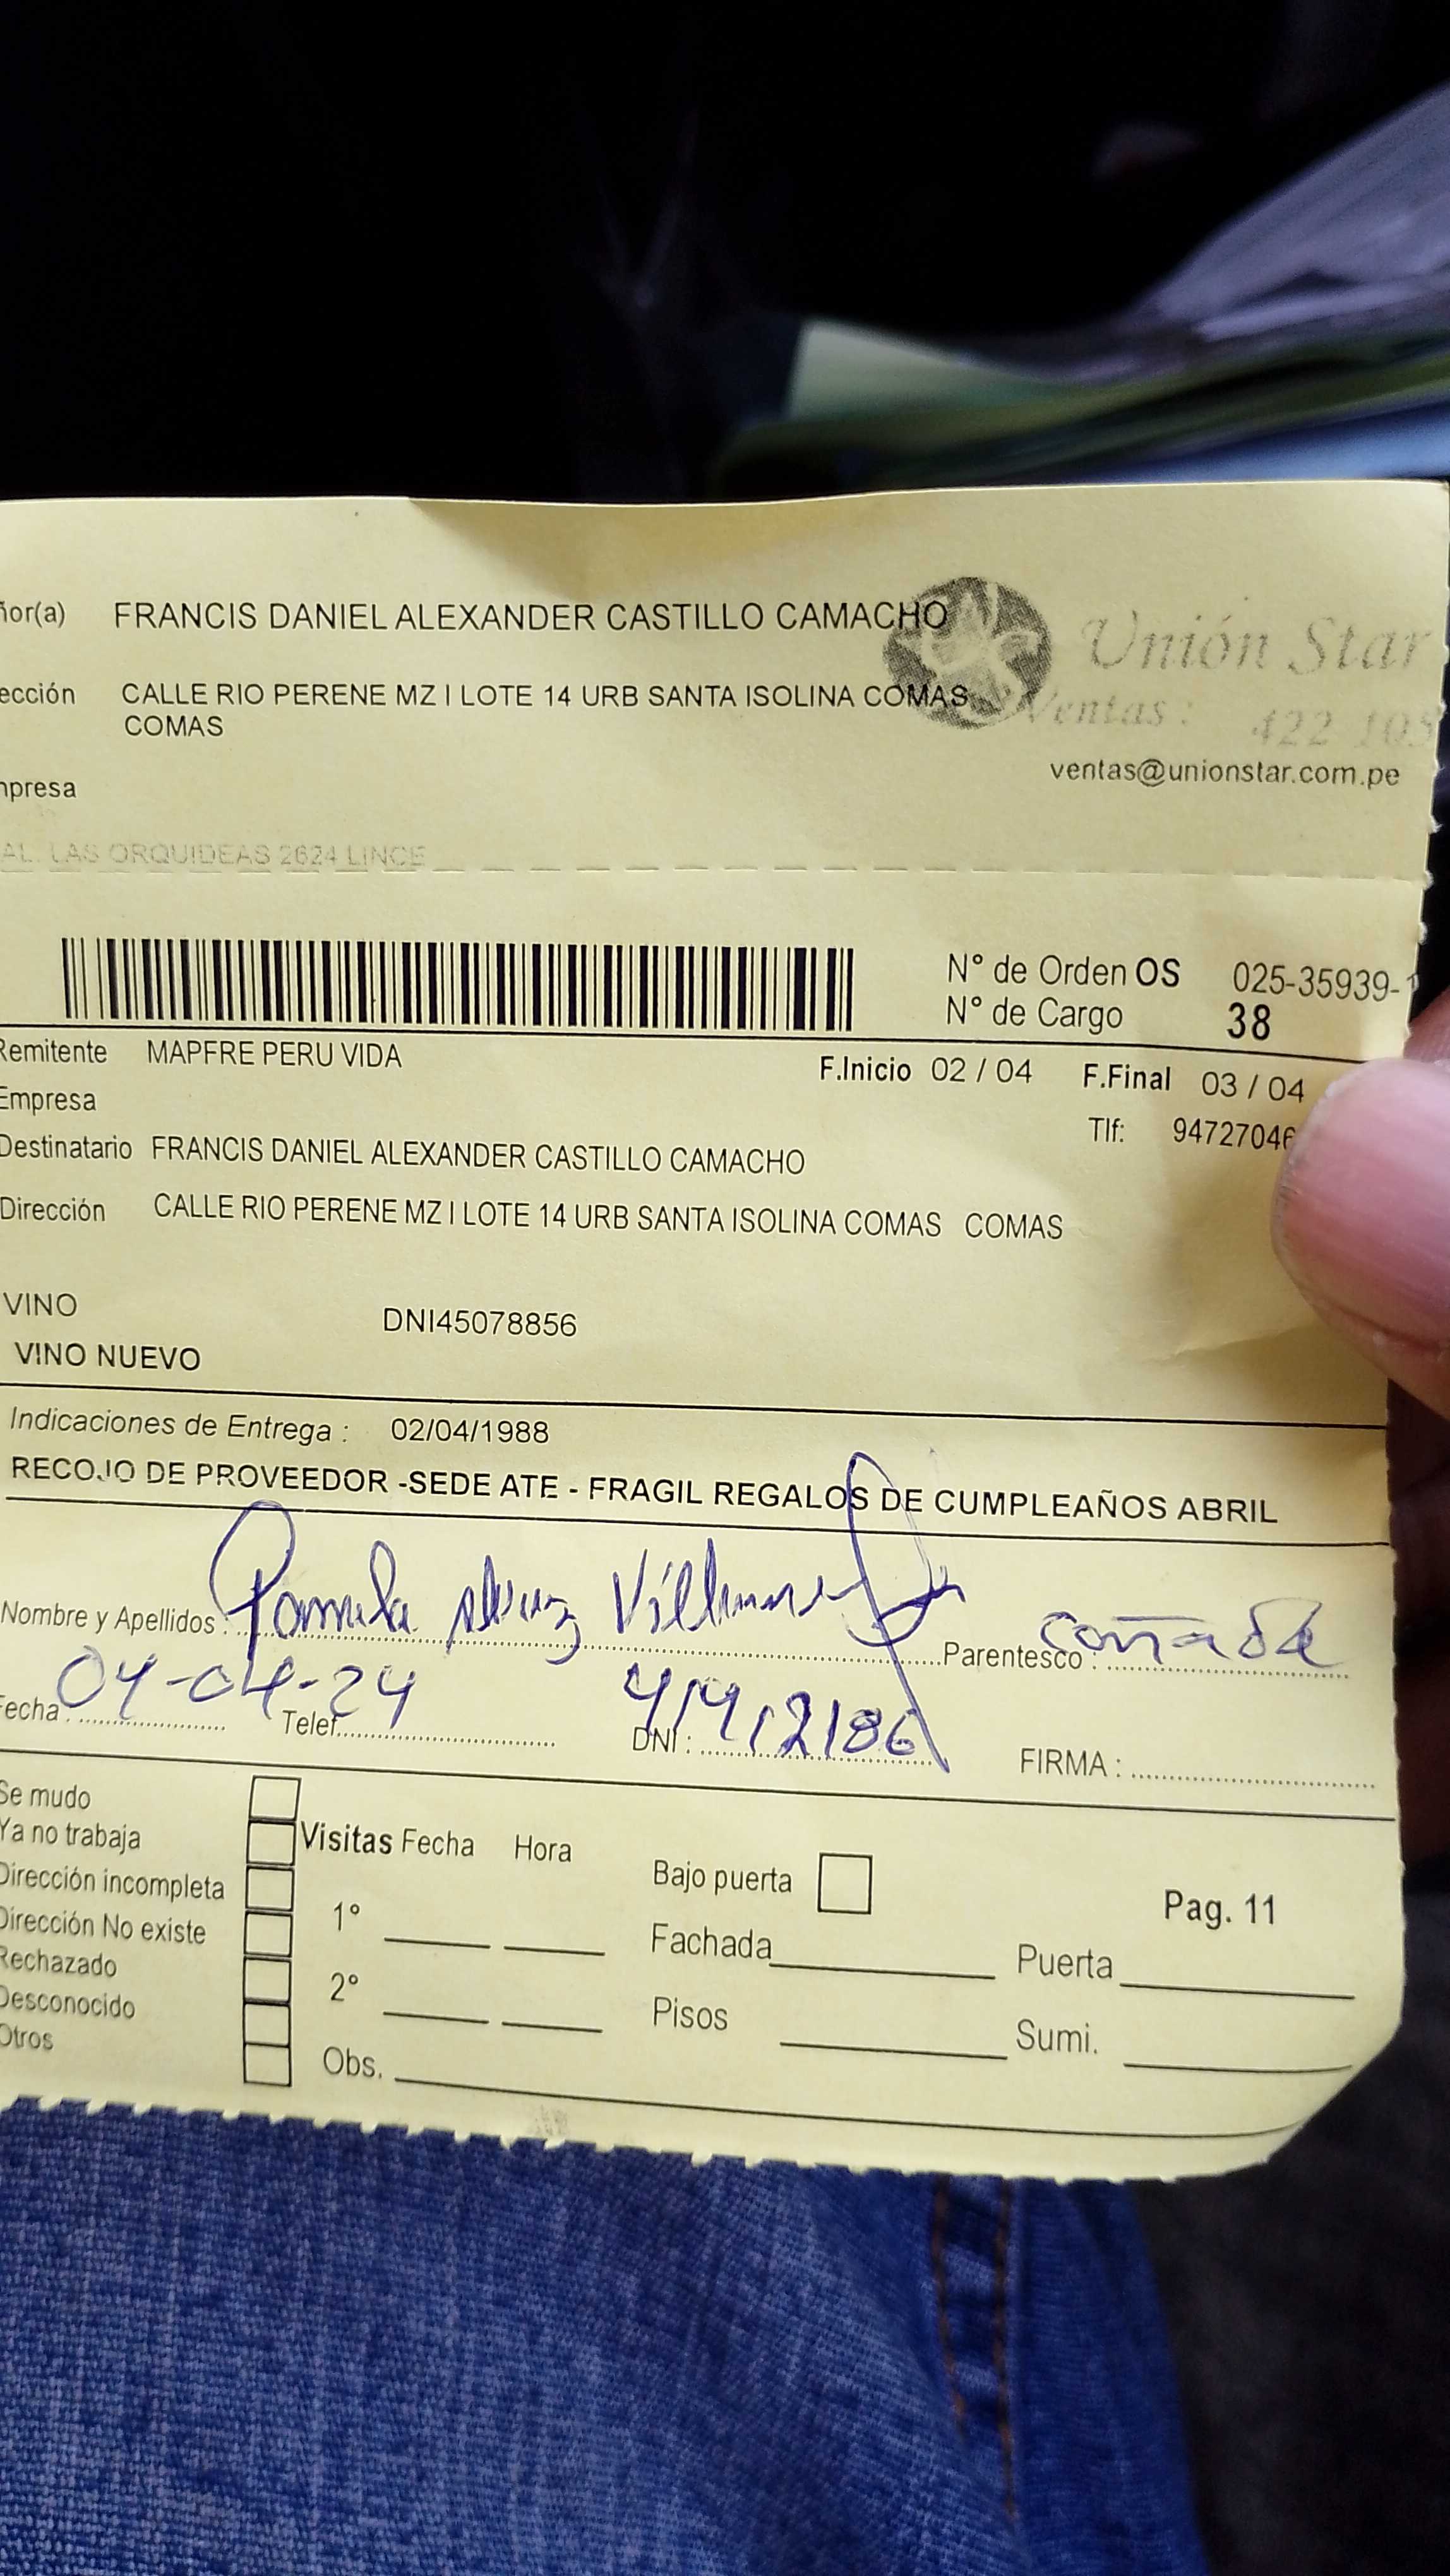 ñor(a) FRANCIS DANIEL ALEXANDER CASTILLO CAMACHO
Unión Star
ección CALLE RIO PERENE MZ I LOTE 14 URB SANTA ISOLINA COMAS
COMAS
Ventas : 422 103
ventas@unionstar.com.pe
mpresa
AL. LAS ORQUIDEAS 2624 LINCE
N° de Orden OS 025-35939-1
N° de Cargo 38
Remitente MAPFRE PERU VIDA F.Inicio 02 / 04 F.Final 03 / 04
Empresa
Tlf: 94727046
Destinatario FRANCIS DANIEL ALEXANDER CASTILLO CAMACHO
Dirección CALLE RIO PERENE MZ I LOTE 14 URB SANTA ISOLINA COMAS COMAS
VINO DNI45078856
VINO NUEVO
Indicaciones de Entrega : 02/04/1988
RECOJO DE PROVEEDOR -SEDE ATE - FRAGIL REGALOS DE CUMPLEAÑOS ABRIL
Nombre y Apellidos : Pamela Parentesco : Coñada
Fecha : 04-04-24 Telef. DNI : FIRMA :
Se mudo
Ya no trabaja
Dirección incompleta
Dirección No existe
Rechazado
Desconocido
Otros
Visitas Fecha Hora
1°
2°
Obs.
Bajo puerta
Fachada
Pisos
Pag. 11
Puerta
Sumi.